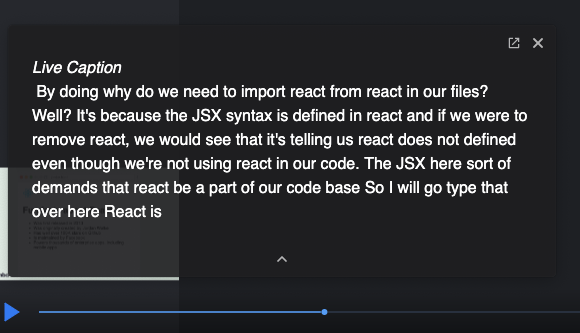 Live Caption
By doing why do we need to import react from react in our files?
Well? It's because the JSX syntax is defined in react and if we were to
remove react, we would see that it's telling us react does not defined
even though we're not using react in our code. The JSX here sort of
demands that react be a part of our code base So I will go type that
over here React is